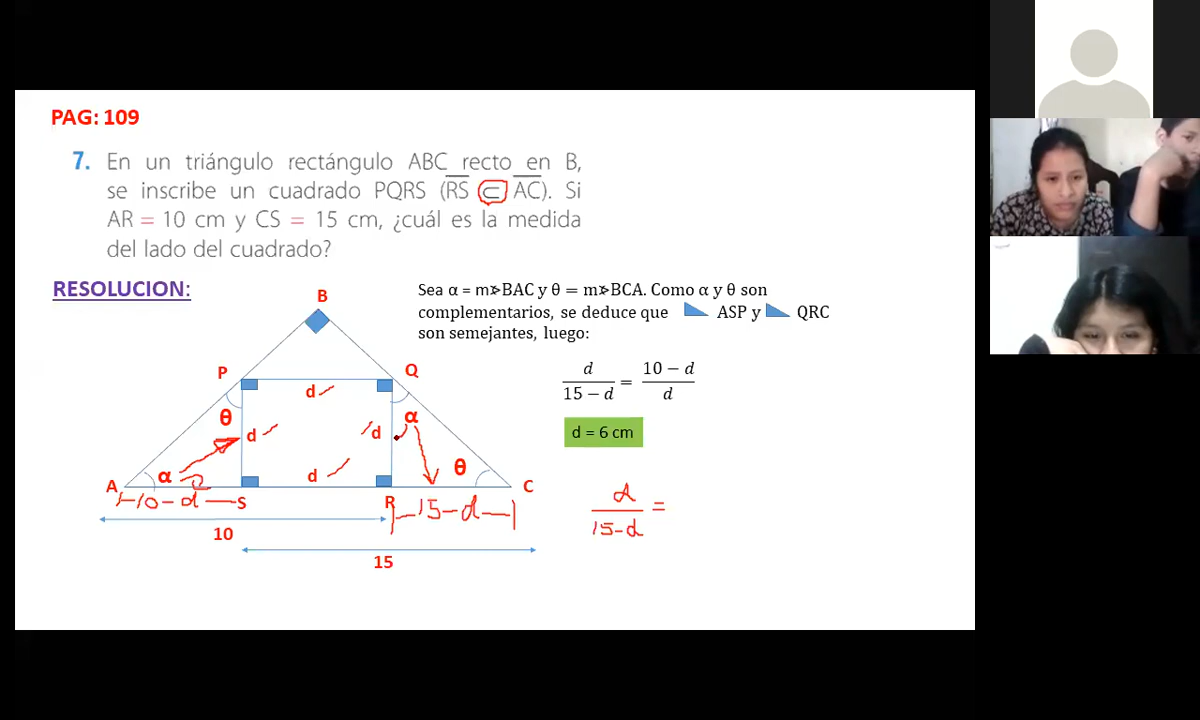 PAG: 109
7. En un triángulo rectángulo ABC recto en B,
se inscribe un cuadrado PQRS (RS ⊂ AC). Si
AR = 10 cm y CS = 15 cm, ¿cuál es la medida
del lado del cuadrado?
RESOLUCION:
Sea α = m∢BAC y θ = m∢BCA. Como α y θ son
complementarios, se deduce que ASP y QRC
son semejantes, luego:
d / 15 − d = 10 − d / d
d = 6 cm
B
P
Q
d
θ
α
d
d
α
d
θ
A
S
R
C
10-d
15-d
10
15
d / 15-d =